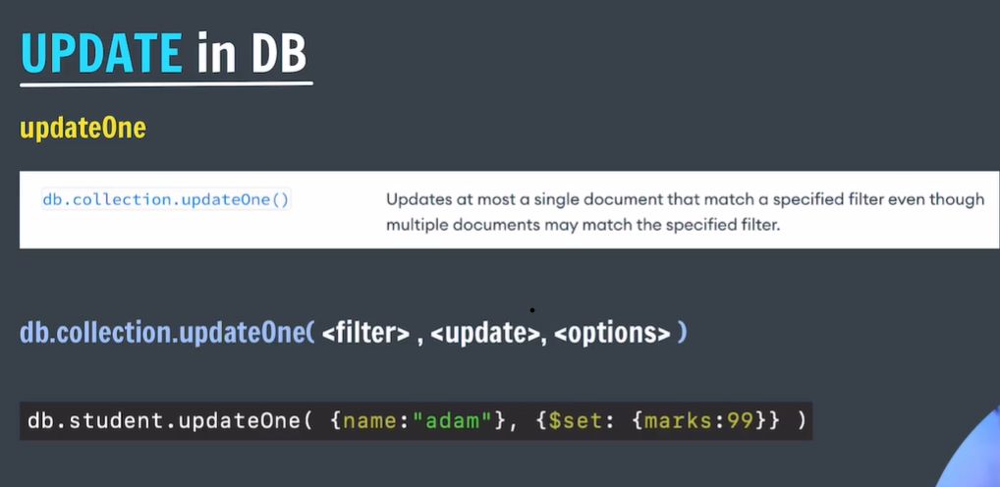 UPDATE in DB
updateOne
db.collection.updateOne() Updates at most a single document that match a specified filter even though
multiple documents may match the specified filter.
db.collection.updateOne( <filter> , <update>, <options> )
db.student.updateOne( {name:"adam"}, {$set: {marks:99}} )